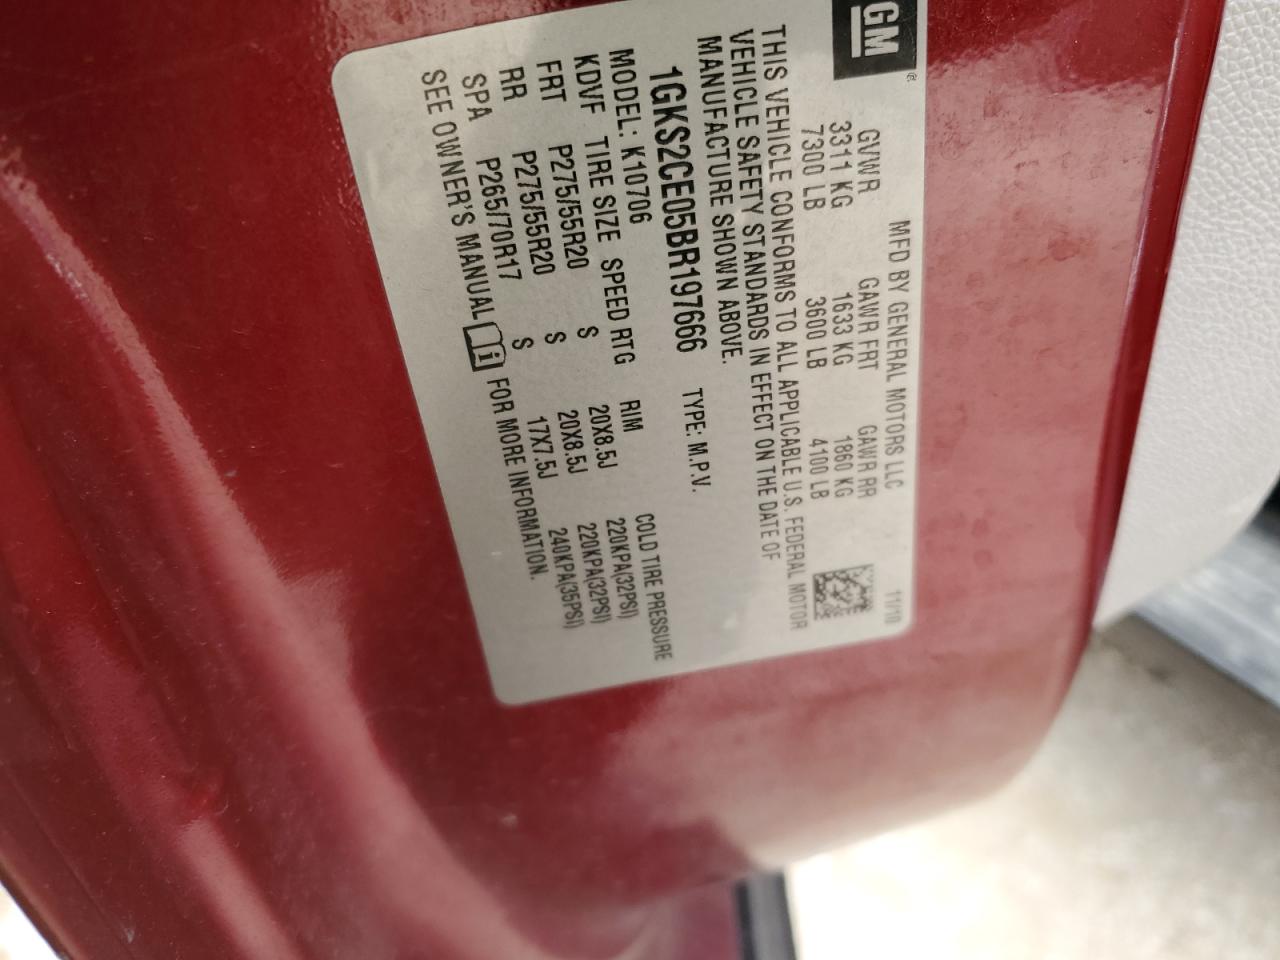 GM
MFD BY GENERAL MOTORS LLC 11/10
GVWR GAWR FRT GAWR RR
3311 KG 1633 KG 1860 KG
7300 LB 3600 LB 4100 LB
THIS VEHICLE CONFORMS TO ALL APPLICABLE U.S. FEDERAL MOTOR
VEHICLE SAFETY STANDARDS IN EFFECT ON THE DATE OF
MANUFACTURE SHOWN ABOVE.
1GKS2CE05BR197666 TYPE: M.P.V.
MODEL: K10706
KDVF TIRE SIZE SPEED RTG RIM COLD TIRE PRESSURE
FRT P275/55R20 S 20X8.5J 220KPA(32PSI)
RR P275/55R20 S 20X8.5J 220KPA(32PSI)
SPA P265/70R17 S 17X7.5J 240KPA(35PSI)
SEE OWNER'S MANUAL i FOR MORE INFORMATION.